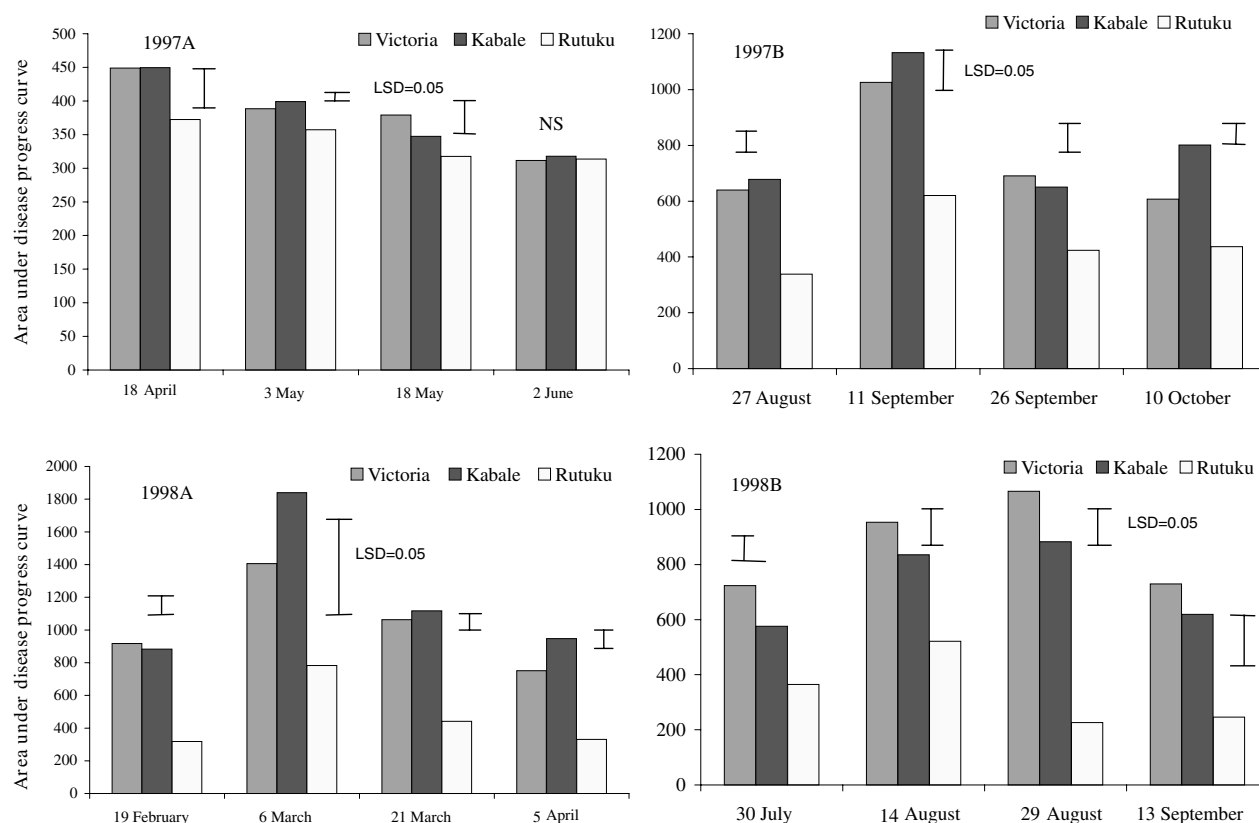 1997A
Victoria Kabale Rutuku
LSD=0.05
NS
Area under disease progress curve
500
450
400
350
300
250
200
150
100
50
0
18 April 3 May 18 May 2 June
1997B
Victoria Kabale Rutuku
LSD=0.05
1200
1000
800
600
400
200
0
27 August 11 September 26 September 10 October
1998A
Victoria Kabale Rutuku
LSD=0.05
Area under disease progress curve
2000
1800
1600
1400
1200
1000
800
600
400
200
0
19 February 6 March 21 March 5 April
1998B
Victoria Kabale Rutuku
LSD=0.05
1200
1000
800
600
400
200
0
30 July 14 August 29 August 13 September